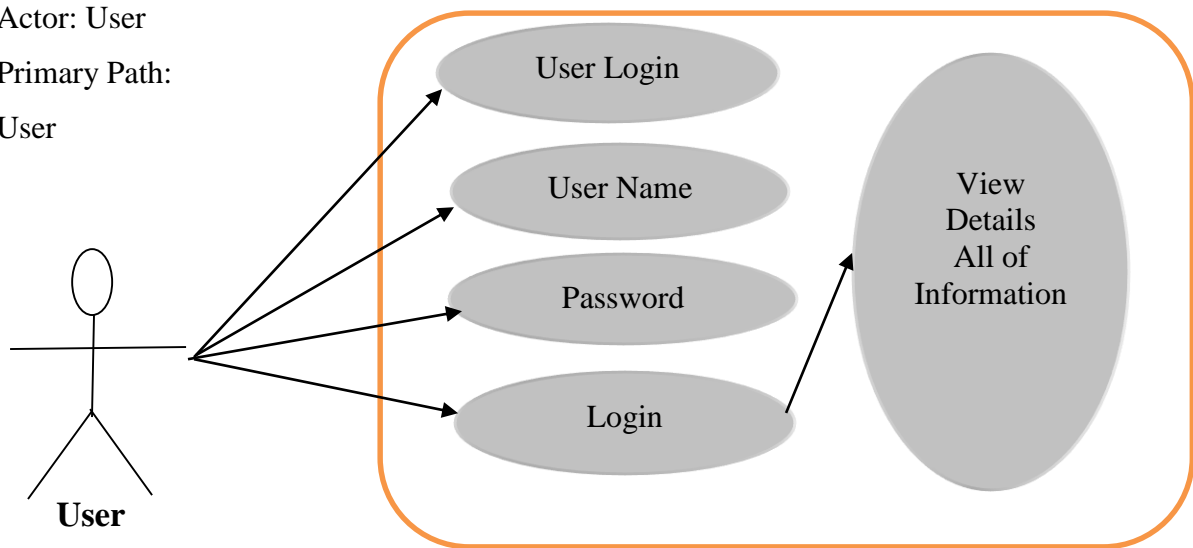 Actor: User
Primary Path:
User
User Login
User Name
Password
Login
View
Details
All of
Information
User